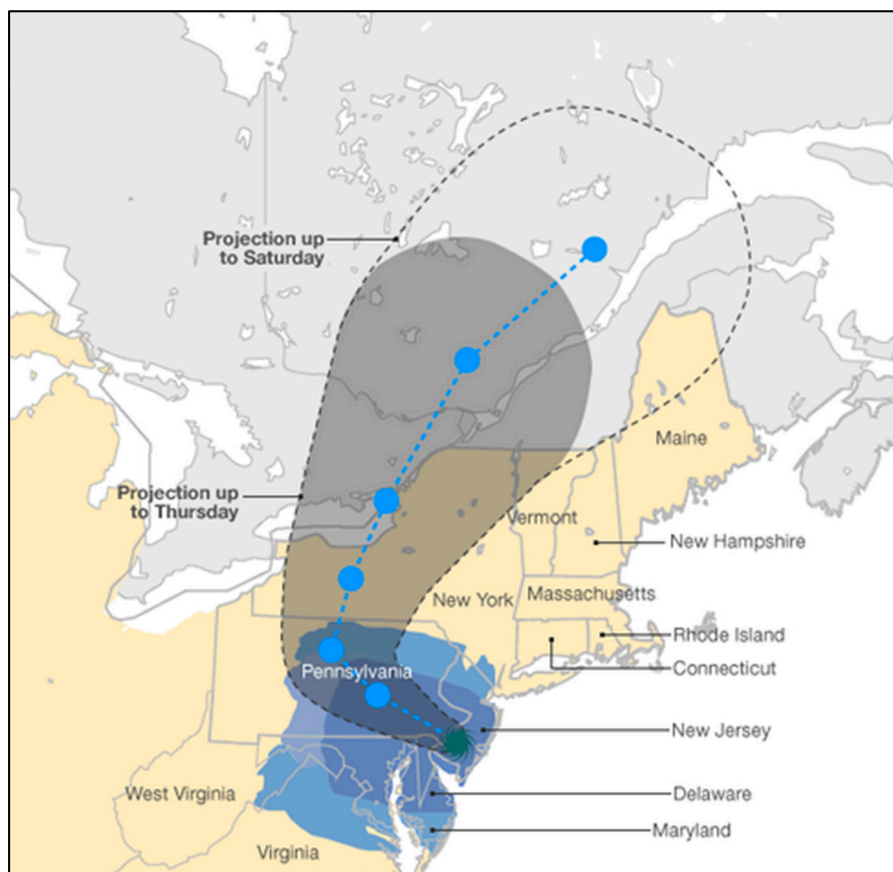 Projection up
to Saturday
Maine
Projection up
to Thursday
Vermont
New Hampshire
New York
Massachusetts
Rhode Island
Connecticut
Pennsylvania
New Jersey
West Virginia
Delaware
Maryland
Virginia